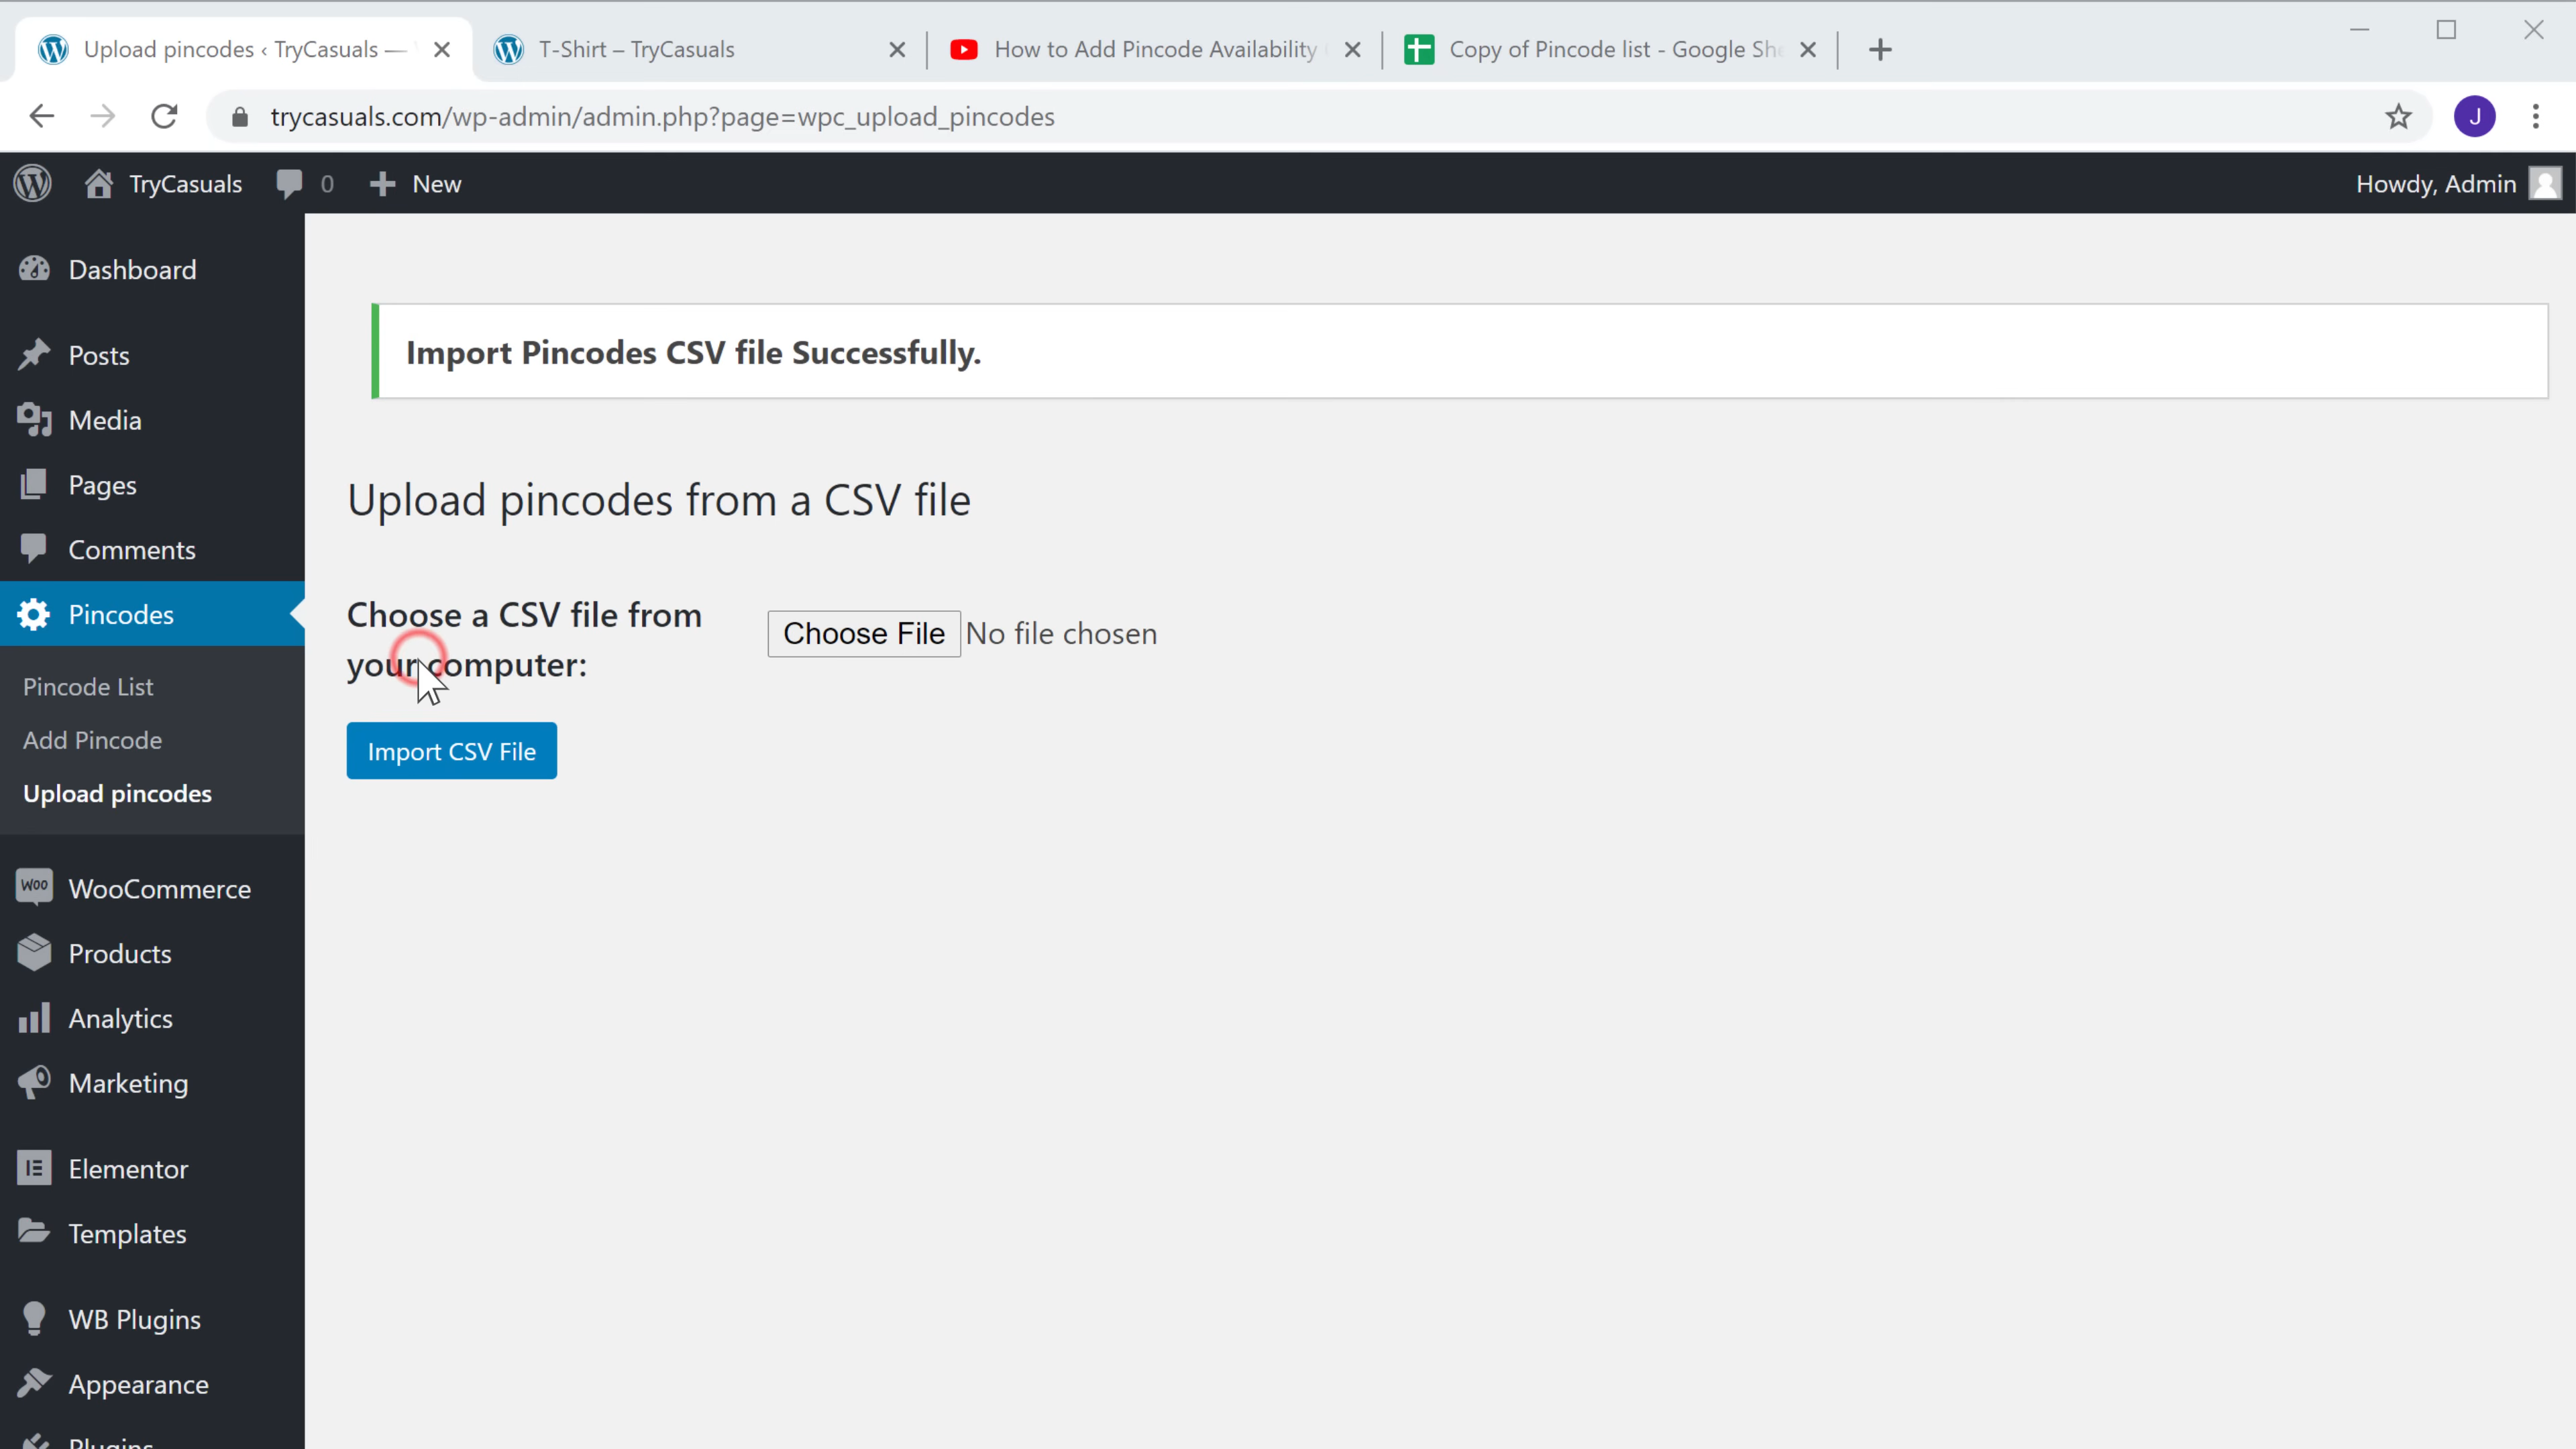 Upload pincodes ‹ TryCasuals —
T-Shirt – TryCasuals
How to Add Pincode Availability
Copy of Pincode list - Google She
trycasuals.com/wp-admin/admin.php?page=wpc_upload_pincodes
J
TryCasuals
0
New
Howdy, Admin
Dashboard
Posts
Media
Pages
Comments
Pincodes
Pincode List
Add Pincode
Upload pincodes
Woo WooCommerce
Products
Analytics
Marketing
Elementor
Templates
WB Plugins
Appearance
Plugins
Import Pincodes CSV file Successfully.
Upload pincodes from a CSV file
Choose a CSV file from
your computer:
Choose File No file chosen
Import CSV File